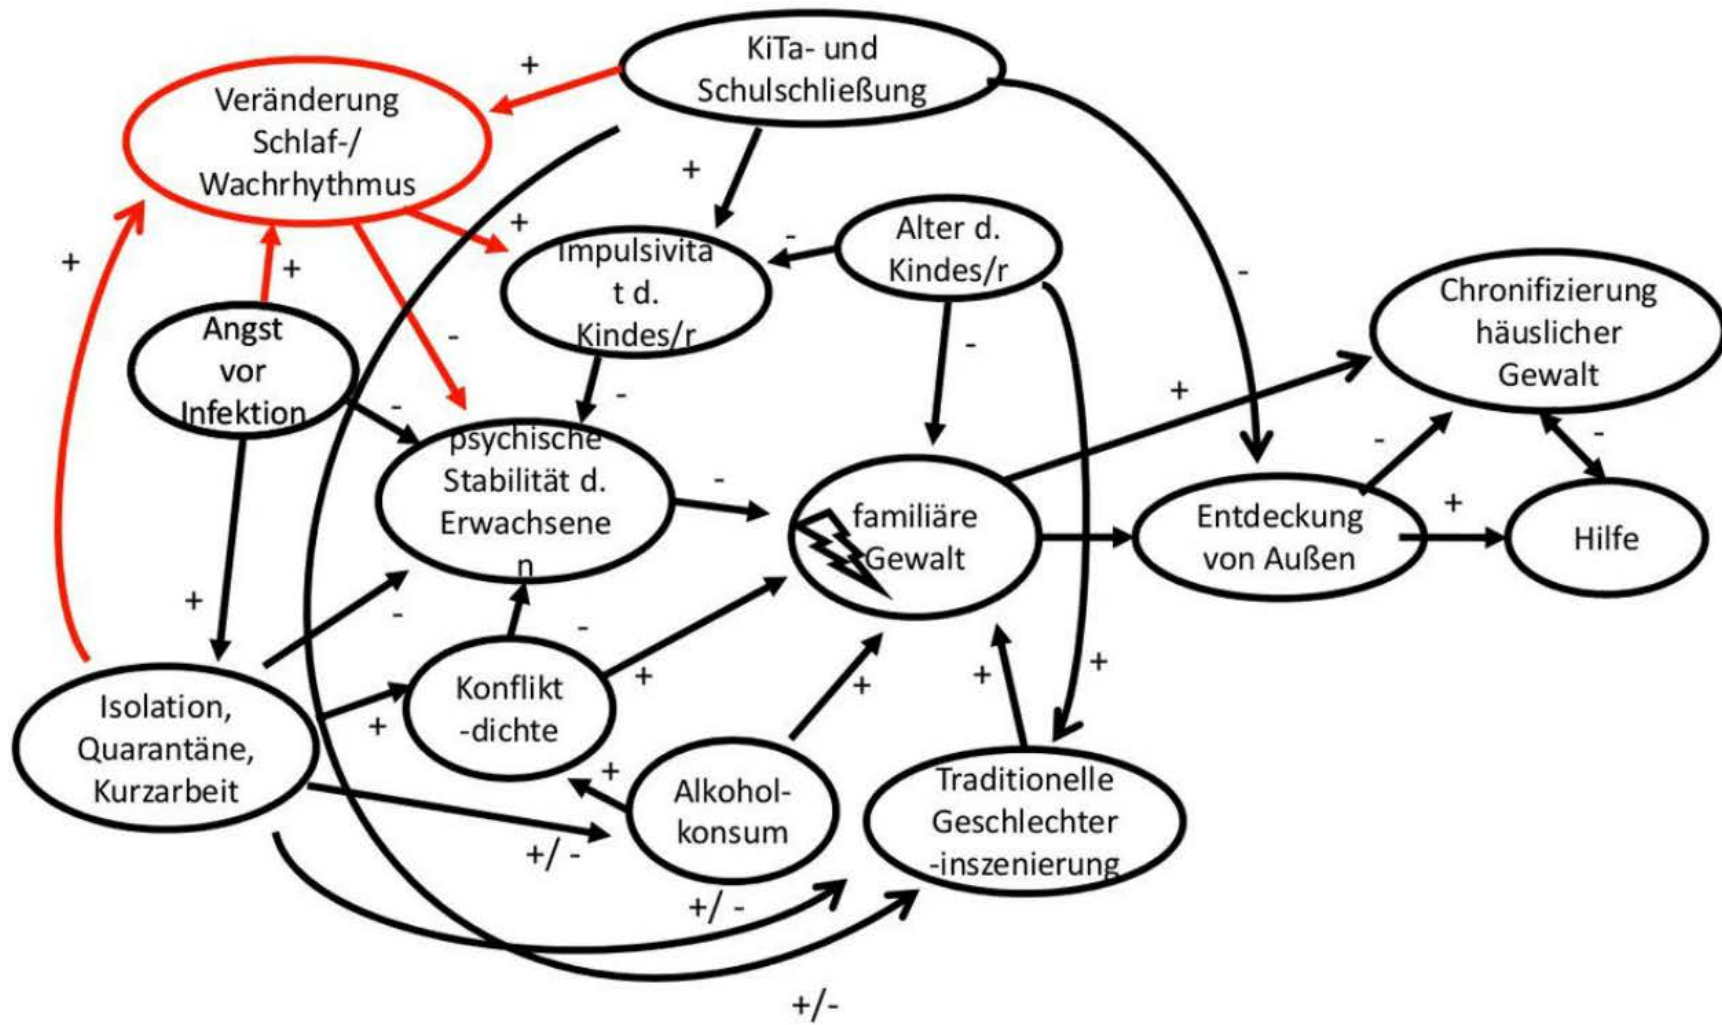 KiTa- und
Schulschließung
+
Veränderung
Schlaf-/
Wachrhythmus
+
+
-
Alter d.
Kindes/r
Impulsivitä
t d.
Kindes/r
+
+
-
-
Chronifizierung
häuslicher
Gewalt
Angst
vor
Infektion
-
-
-
-
+
-
-
psychische
Stabilität d.
Erwachsene
n
-
familiäre
Gewalt
Entdeckung
von Außen
+
Hilfe
+
-
-
+
+
+
+
+
Konflikt
-dichte
Isolation,
Quarantäne,
Kurzarbeit
+
+
Alkohol-
konsum
Traditionelle
Geschlechter
-inszenierung
+/ -
+/ -
+/-